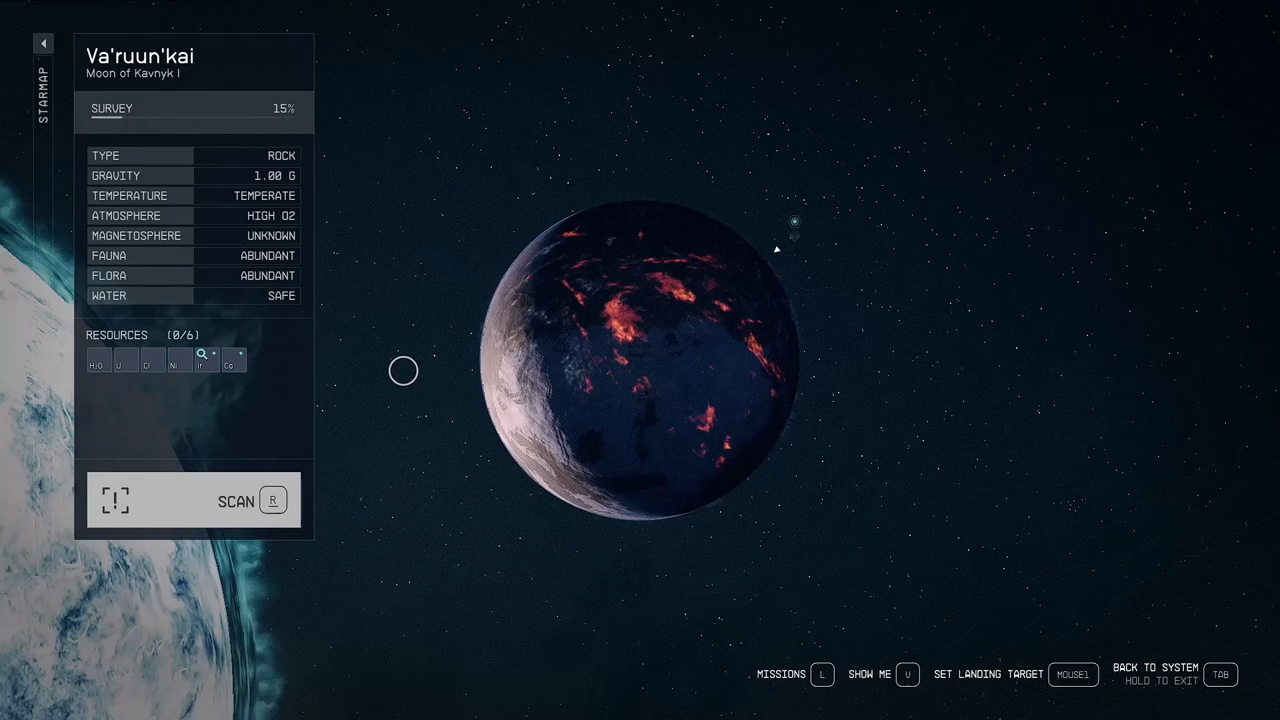 STARMAP
Va'ruun'kai
Moon of Kavnyk I
SURVEY 15%
TYPE ROCK
GRAVITY 1.00 G
TEMPERATURE TEMPERATE
ATMOSPHERE HIGH O2
MAGNETOSPHERE UNKNOWN
FAUNA ABUNDANT
FLORA ABUNDANT
WATER SAFE
RESOURCES (0/6)
H2O U Cl Ni Ir Co
SCAN R
MISSIONS L SHOW ME V SET LANDING TARGET MOUSE1 BACK TO SYSTEM TAB
HOLD TO EXIT